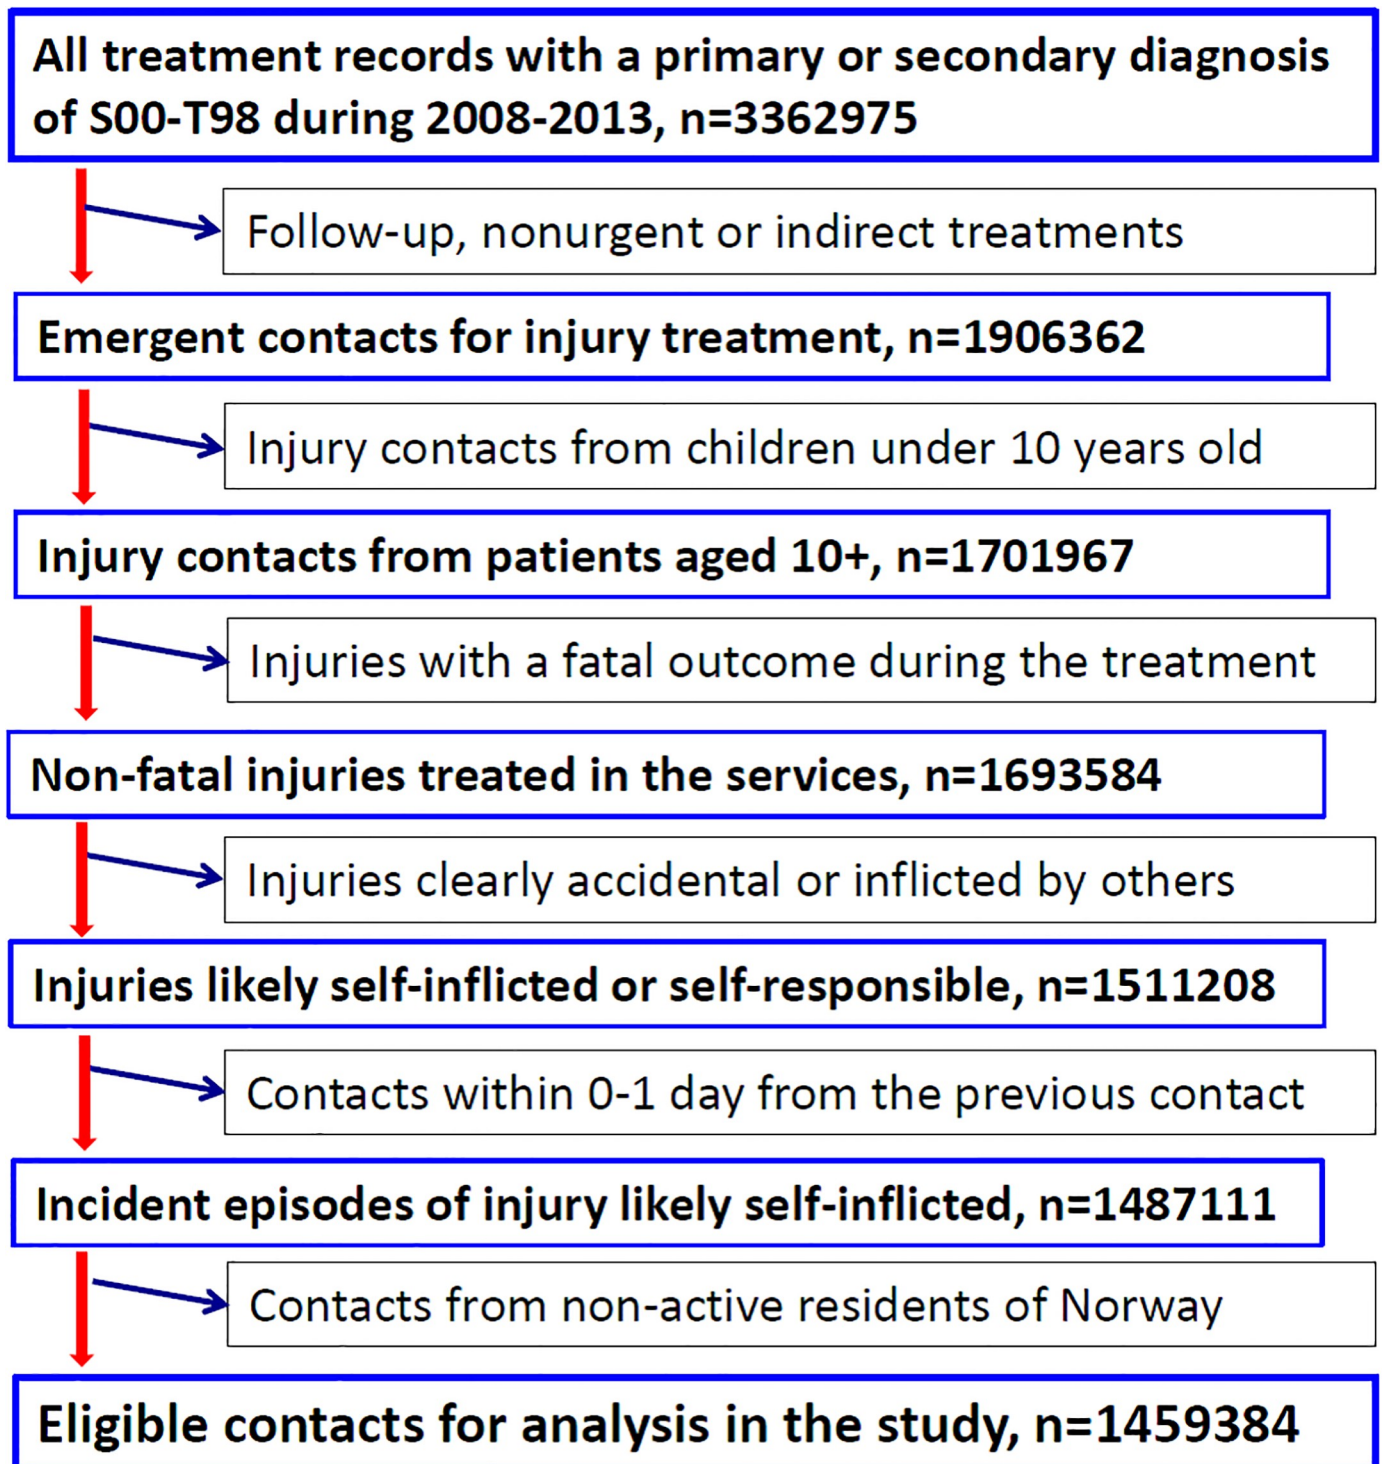 All treatment records with a primary or secondary diagnosis
of S00-T98 during 2008-2013, n=3362975
Follow-up, nonurgent or indirect treatments
Emergent contacts for injury treatment, n=1906362
Injury contacts from children under 10 years old
Injury contacts from patients aged 10+, n=1701967
Injuries with a fatal outcome during the treatment
Non-fatal injuries treated in the services, n=1693584
Injuries clearly accidental or inflicted by others
Injuries likely self-inflicted or self-responsible, n=1511208
Contacts within 0-1 day from the previous contact
Incident episodes of injury likely self-inflicted, n=1487111
Contacts from non-active residents of Norway
Eligible contacts for analysis in the study, n=1459384